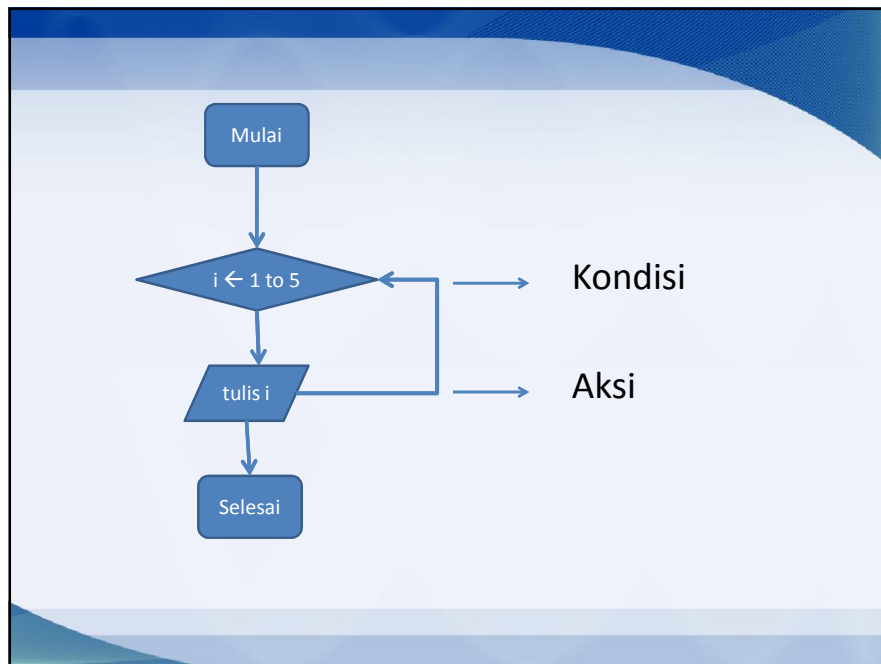 Mulai
i ← 1 to 5
Kondisi
tulis i
Aksi
Selesai